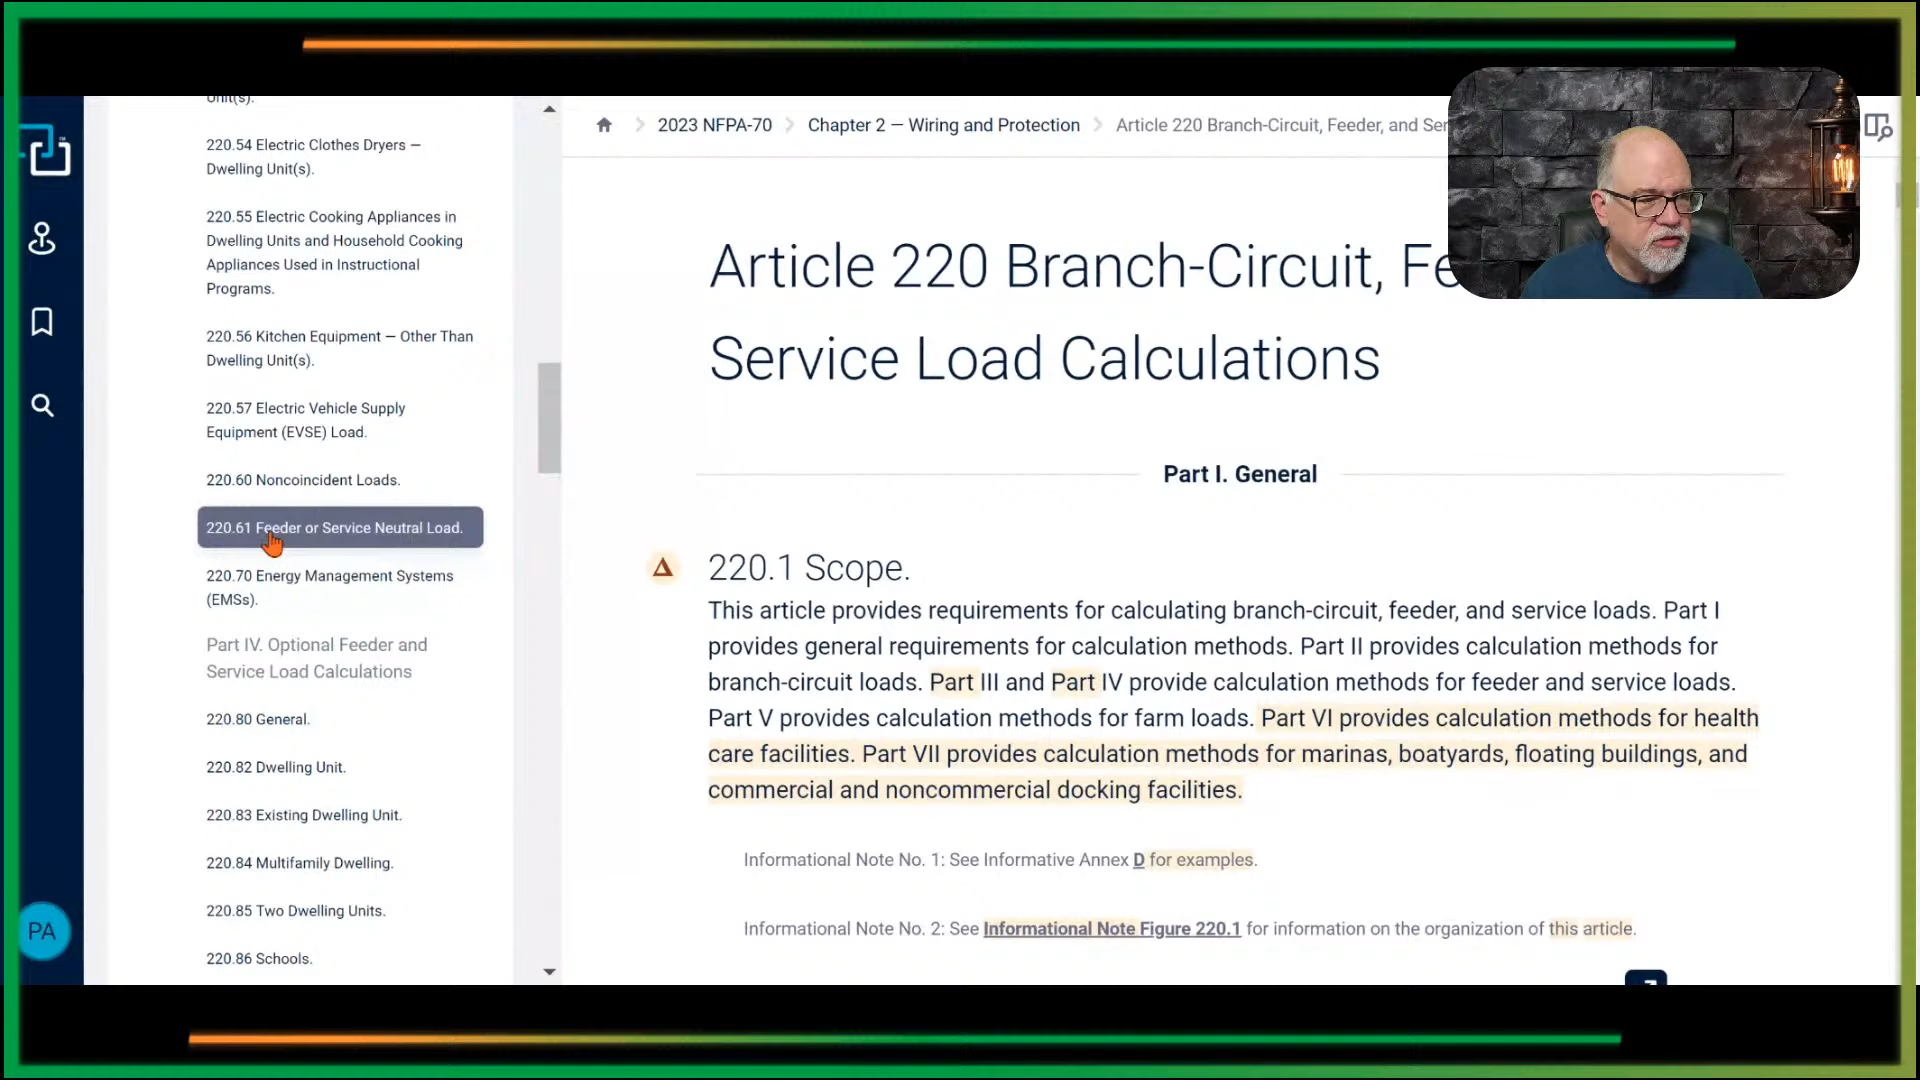 Unit(s).
220.54 Electric Clothes Dryers —
Dwelling Unit(s).
220.55 Electric Cooking Appliances in
Dwelling Units and Household Cooking
Appliances Used in Instructional
Programs.
220.56 Kitchen Equipment — Other Than
Dwelling Unit(s).
220.57 Electric Vehicle Supply
Equipment (EVSE) Load.
220.60 Noncoincident Loads.
220.61 Feeder or Service Neutral Load.
220.70 Energy Management Systems
(EMSs).
Part IV. Optional Feeder and
Service Load Calculations
220.80 General.
220.82 Dwelling Unit.
220.83 Existing Dwelling Unit.
220.84 Multifamily Dwelling.
220.85 Two Dwelling Units.
220.86 Schools.
PA
2023 NFPA-70 > Chapter 2 — Wiring and Protection > Article 220 Branch-Circuit, Feeder, and Ser
Article 220 Branch-Circuit, Fe
Service Load Calculations
Part I. General
Δ 220.1 Scope.
This article provides requirements for calculating branch-circuit, feeder, and service loads. Part I
provides general requirements for calculation methods. Part II provides calculation methods for
branch-circuit loads. Part III and Part IV provide calculation methods for feeder and service loads.
Part V provides calculation methods for farm loads. Part VI provides calculation methods for health
care facilities. Part VII provides calculation methods for marinas, boatyards, floating buildings, and
commercial and noncommercial docking facilities.
Informational Note No. 1: See Informative Annex D for examples.
Informational Note No. 2: See Informational Note Figure 220.1 for information on the organization of this article.